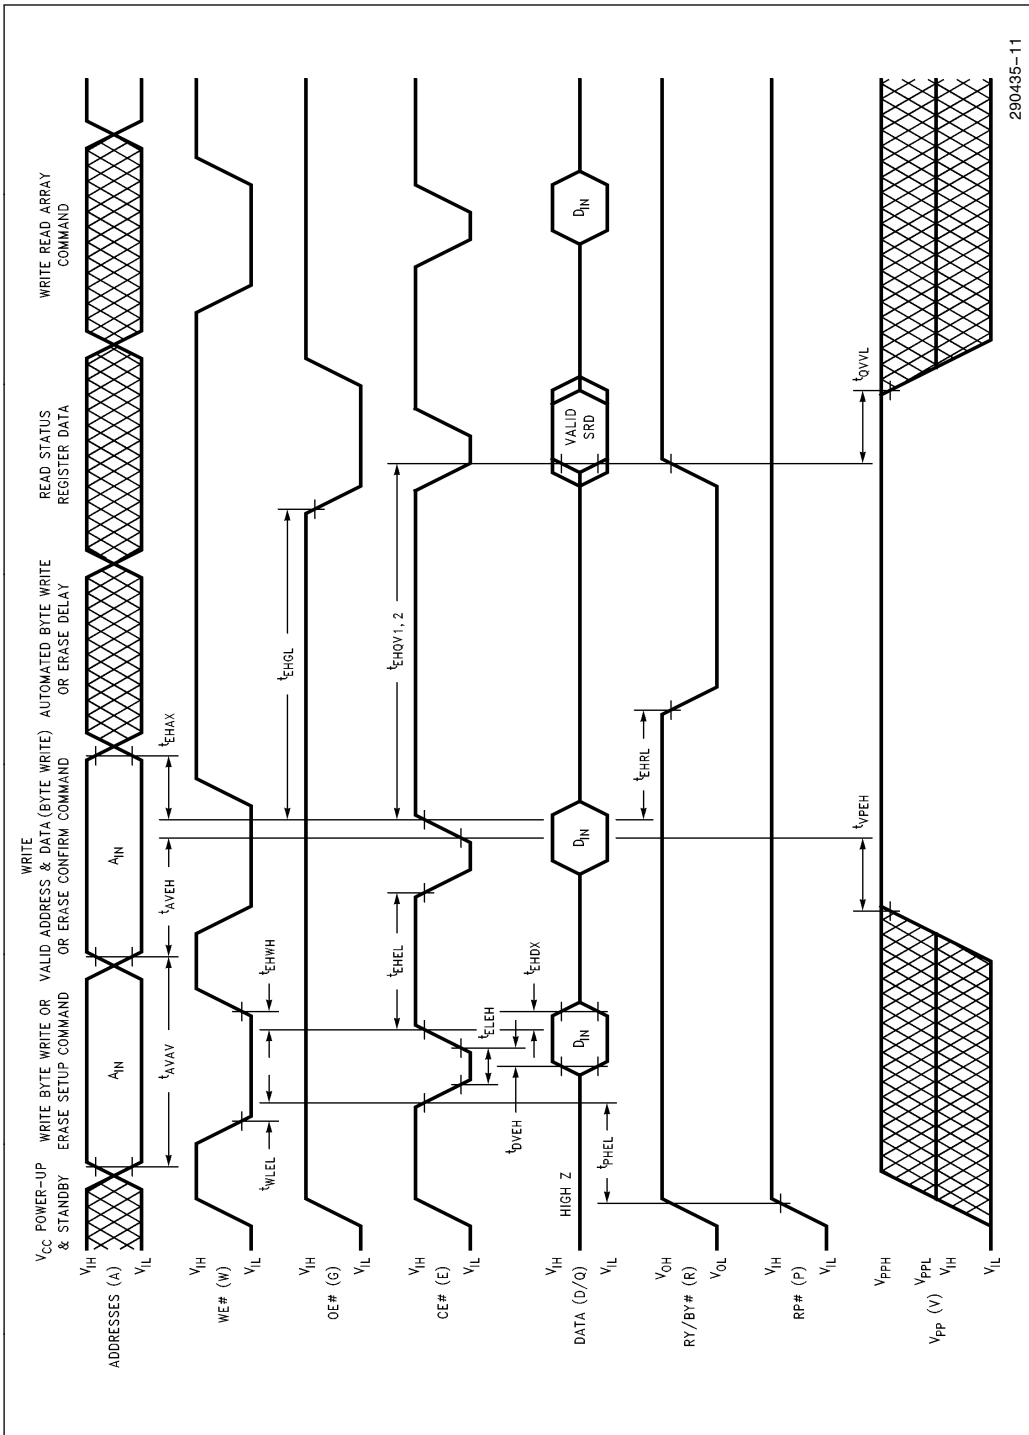 V_CC POWER-UP
& STANDBY
WRITE BYTE WRITE OR
ERASE SETUP COMMAND
WRITE
VALID ADDRESS & DATA (BYTE WRITE)
OR ERASE CONFIRM COMMAND
AUTOMATED BYTE WRITE
OR ERASE DELAY
READ STATUS
REGISTER DATA
WRITE READ ARRAY
COMMAND
V_IH
ADDRESSES (A)
V_IL
A_IN
A_IN
t_AVAV
t_AVEH
t_EHAX
V_IH
WE# (W)
V_IL
t_WLEL
t_EHWH
V_IH
OE# (G)
V_IL
t_EHGL
V_IH
CE# (E)
V_IL
t_EHEL
t_EHQV1, 2
t_ELEH
t_DVEH
t_EHDX
V_IH
DATA (D/Q)
V_IL
HIGH Z
D_IN
D_IN
VALID
SRD
D_IN
t_PHEL
t_EHRL
V_OH
RY/BY# (R)
V_OL
V_IH
RP# (P)
V_IL
t_VPEH
t_QVVL
V_PPH
V_PPL
V_PP (V)
V_IH
V_IL
290435-11